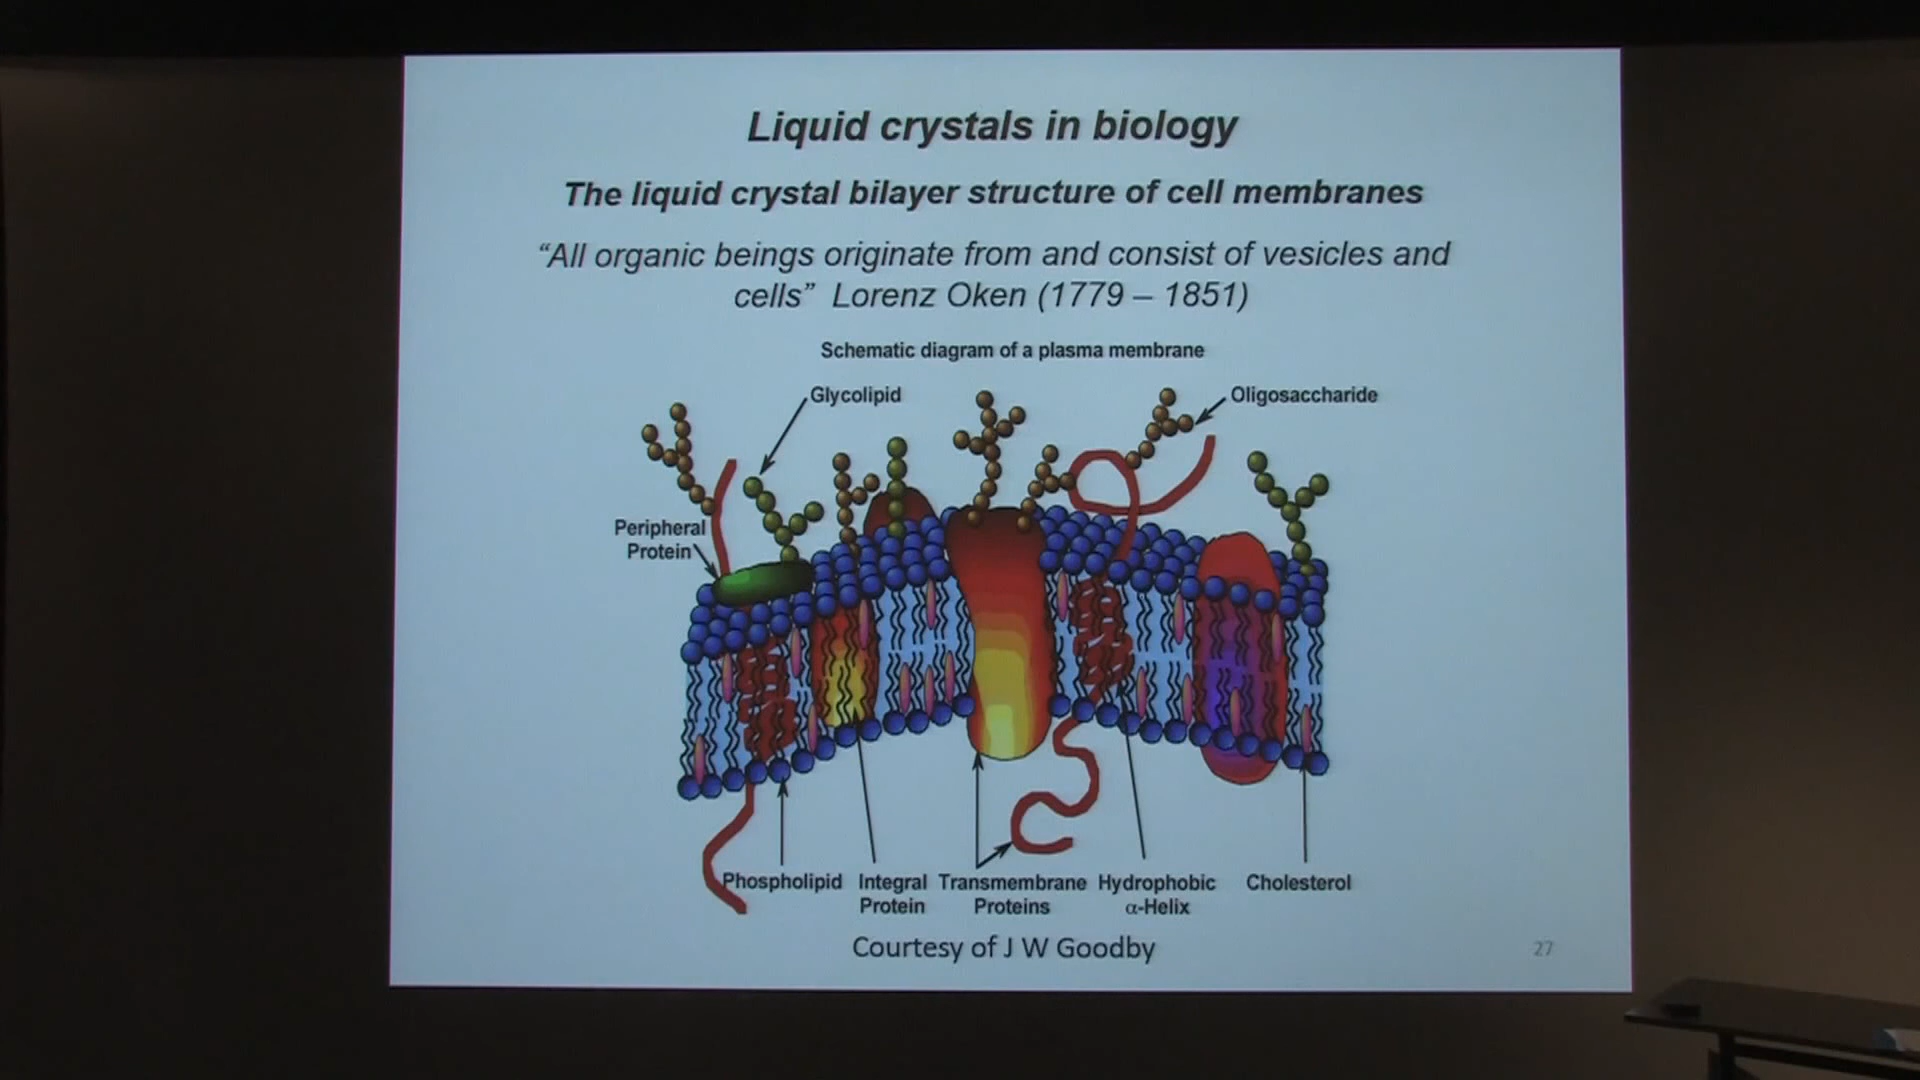 Liquid crystals in biology
The liquid crystal bilayer structure of cell membranes
“All organic beings originate from and consist of vesicles and
cells” Lorenz Oken (1779 – 1851)
Schematic diagram of a plasma membrane
Glycolipid
Oligosaccharide
Peripheral
Protein
Phospholipid
Integral
Protein
Transmembrane
Proteins
Hydrophobic
α-Helix
Cholesterol
Courtesy of J W Goodby
27